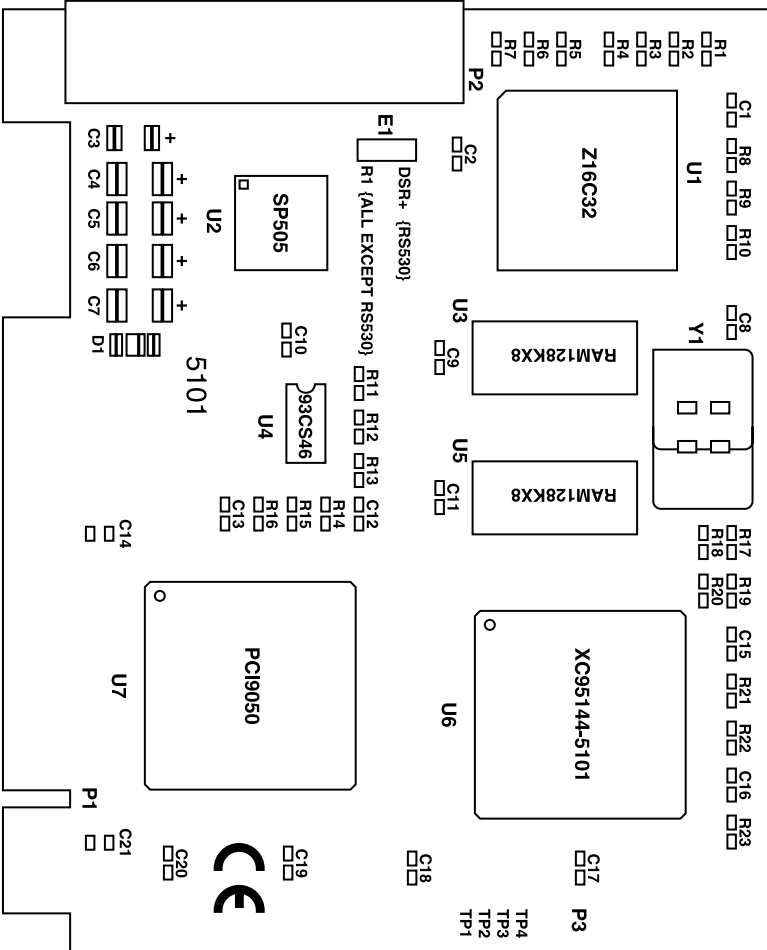 R7
R6
R5
R4
R3
R2
R1
P2
C1
E1
C2
Z16C32
U1
R8
R9
R10
C3
+
C4
+
C5
+
C6
+
C7
+
D1
U2
SP505
DSR+ {RS530}
R1 {ALL EXCEPT RS530}
5101
C10
U3
RAM128KX8
C9
Y1
C8
U4
93CS46
R11
R12
R13
U5
RAM128KX8
C11
C13
R16
R15
R14
C12
C14
R18
R17
R20
R19
U7
PCI9050
U6
XC95144-5101
C15
R21
R22
C16
R23
P1
C21
C20
CE
C19
C18
C17
P3
TP4
TP3
TP2
TP1